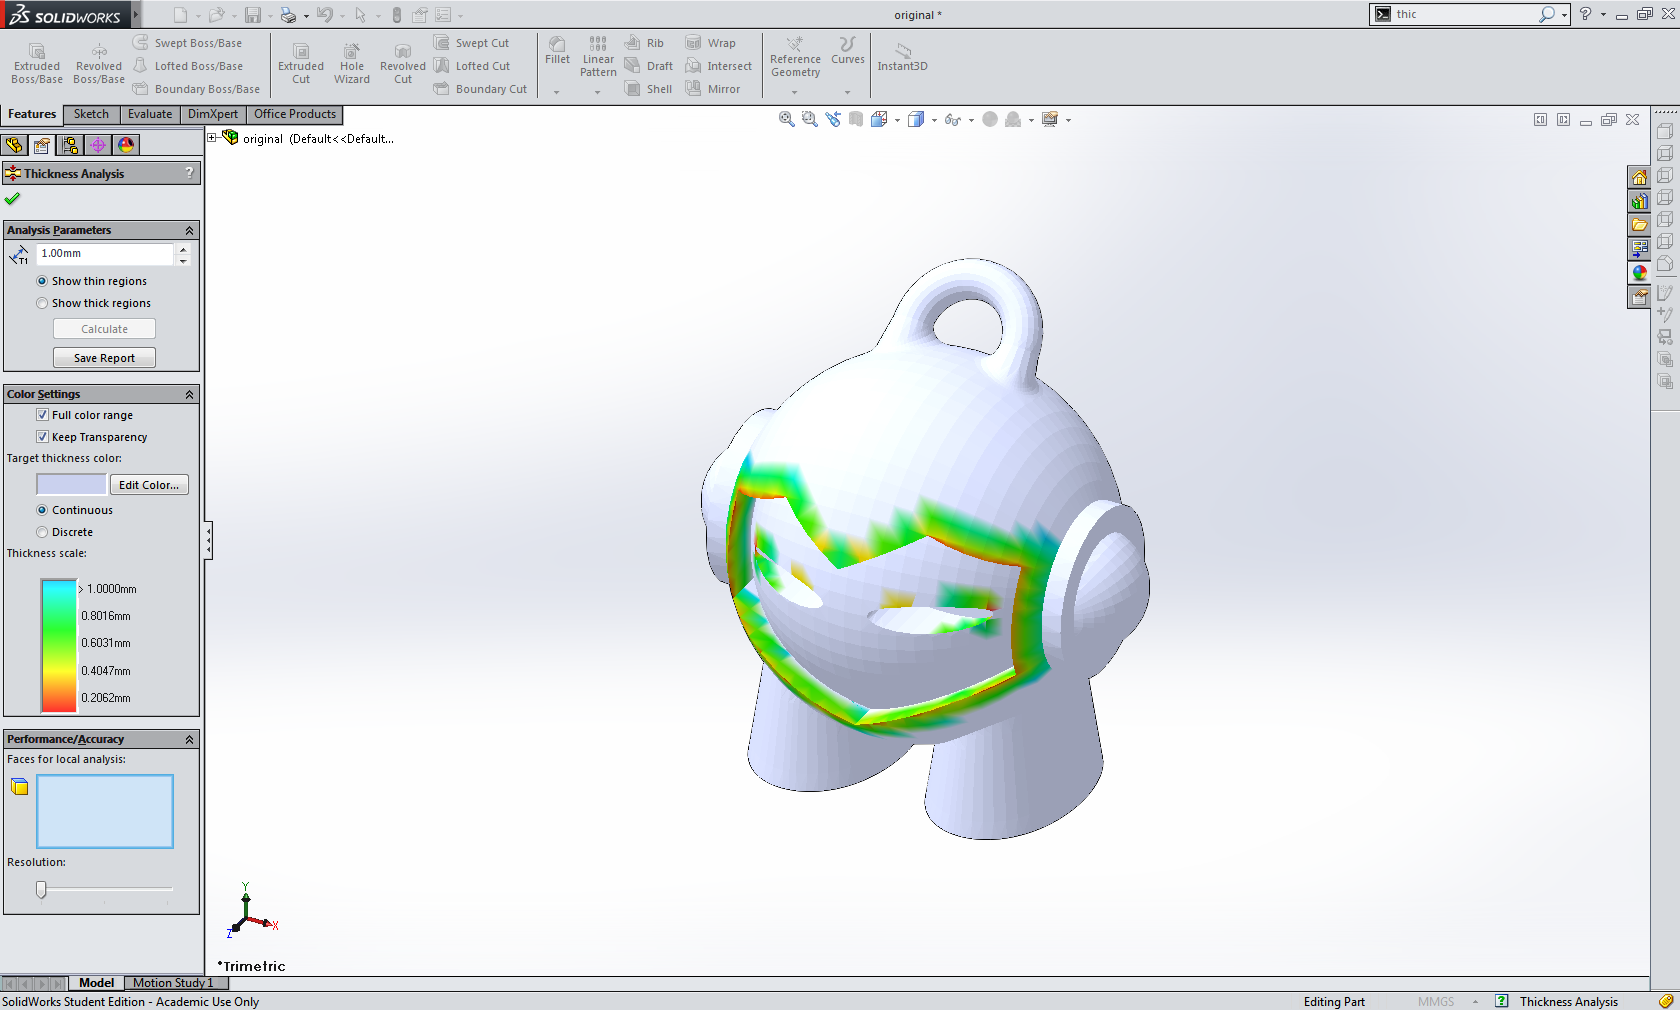 SOLIDWORKS
original *
thic
Extruded Boss/Base
Revolved Boss/Base
Swept Boss/Base
Lofted Boss/Base
Boundary Boss/Base
Extruded Cut
Hole Wizard
Revolved Cut
Swept Cut
Lofted Cut
Boundary Cut
Fillet
Linear Pattern
Rib
Draft
Shell
Wrap
Intersect
Mirror
Reference Geometry
Curves
Instant3D
Features
Sketch
Evaluate
DimXpert
Office Products
original (Default<<Default...
Thickness Analysis
?
Analysis Parameters
T1
1.00mm
Show thin regions
Show thick regions
Calculate
Save Report
Color Settings
Full color range
Keep Transparency
Target thickness color:
Edit Color...
Continuous
Discrete
Thickness scale:
> 1.0000mm
0.8016mm
0.6031mm
0.4047mm
0.2062mm
Performance/Accuracy
Faces for local analysis:
Resolution:
Y
X
Z
*Trimetric
Model
Motion Study 1
SolidWorks Student Edition - Academic Use Only
Editing Part
MMGS
?
Thickness Analysis